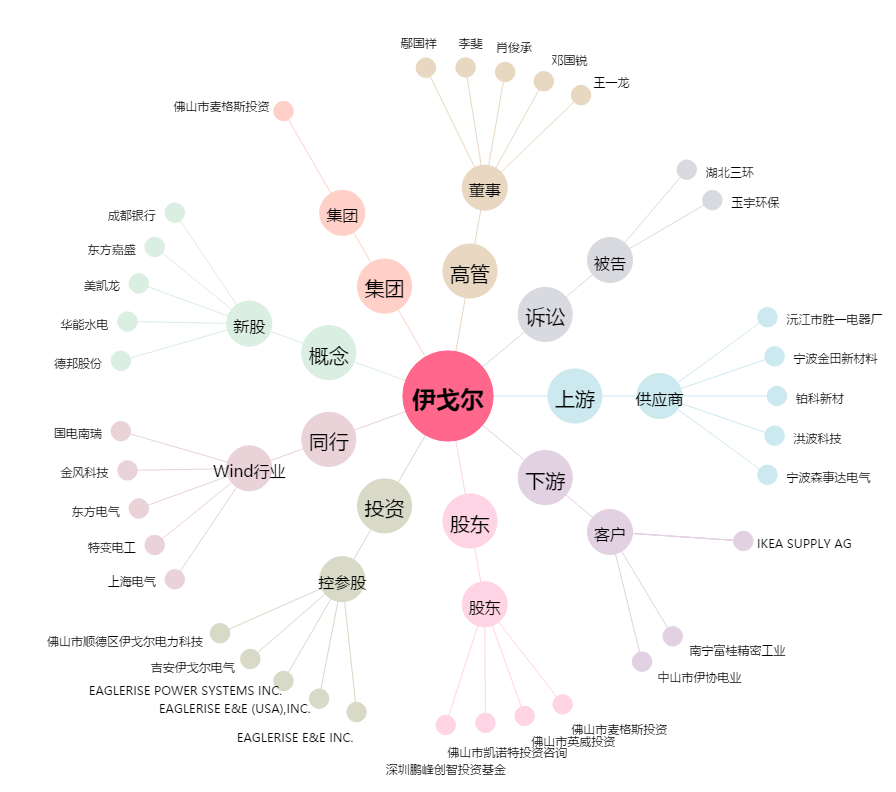 鄢国祥
李斐
肖俊承
邓国锐
王一龙
佛山市麦格斯投资
董事
湖北三环
玉宇环保
成都银行
集团
东方嘉盛
被告
高管
美凯龙
集团
诉讼
沅江市胜一电器厂
华能水电
新股
概念
宁波金田新材料
德邦股份
伊戈尔
上游
供应商
铂科新材
国电南瑞
同行
洪波科技
金风科技
Wind行业
下游
宁波森事达电气
东方电气
投资
股东
客户
特变电工
IKEA SUPPLY AG
上海电气
控参股
股东
佛山市顺德区伊戈尔电力科技
南宁富桂精密工业
吉安伊戈尔电气
中山市伊协电业
EAGLERISE POWER SYSTEMS INC.
EAGLERISE E&E (USA),INC.
佛山市麦格斯投资
EAGLERISE E&E INC.
佛山市英威投资
佛山市凯诺特投资咨询
深圳鹏峰创智投资基金